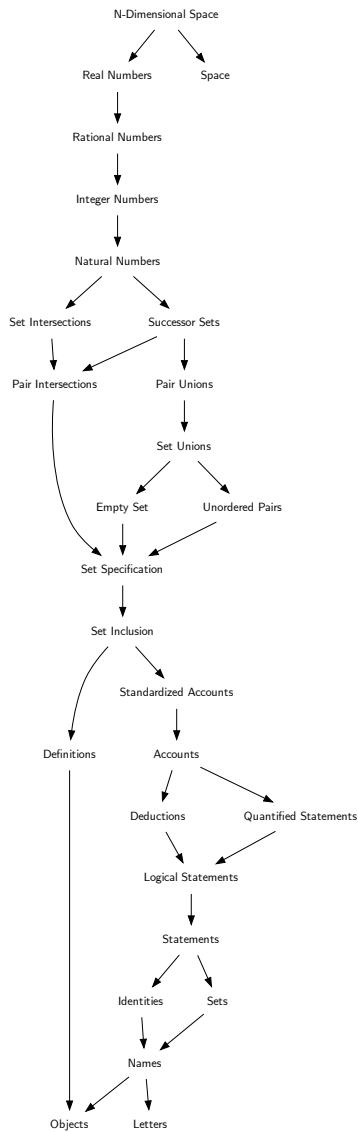 N-Dimensional Space
Real Numbers
Space
Rational Numbers
Integer Numbers
Natural Numbers
Set Intersections
Successor Sets
Pair Intersections
Pair Unions
Set Unions
Empty Set
Unordered Pairs
Set Specification
Set Inclusion
Standardized Accounts
Definitions
Accounts
Deductions
Quantified Statements
Logical Statements
Statements
Identities
Sets
Names
Objects
Letters